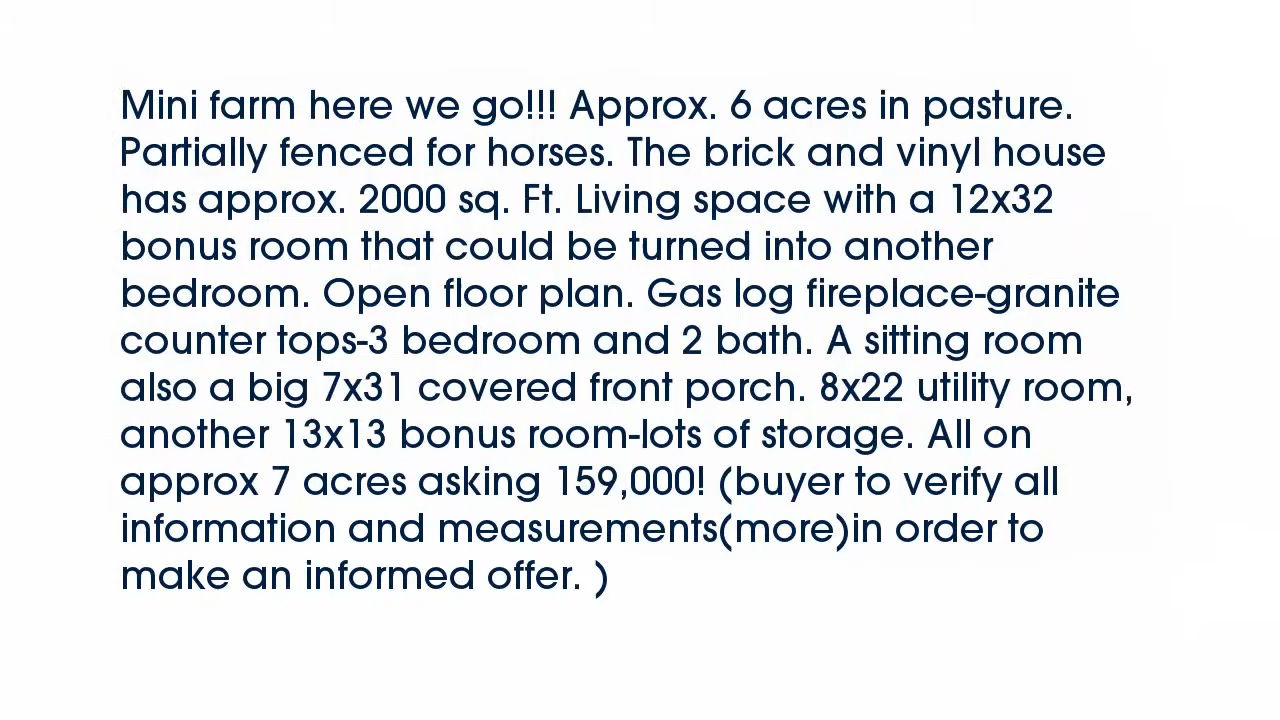 Mini farm here we go!!! Approx. 6 acres in pasture.
Partially fenced for horses. The brick and vinyl house
has approx. 2000 sq. Ft. Living space with a 12x32
bonus room that could be turned into another
bedroom. Open floor plan. Gas log fireplace-granite
counter tops-3 bedroom and 2 bath. A sitting room
also a big 7x31 covered front porch. 8x22 utility room,
another 13x13 bonus room-lots of storage. All on
approx 7 acres asking 159,000! (buyer to verify all
information and measurements(more)in order to
make an informed offer. )